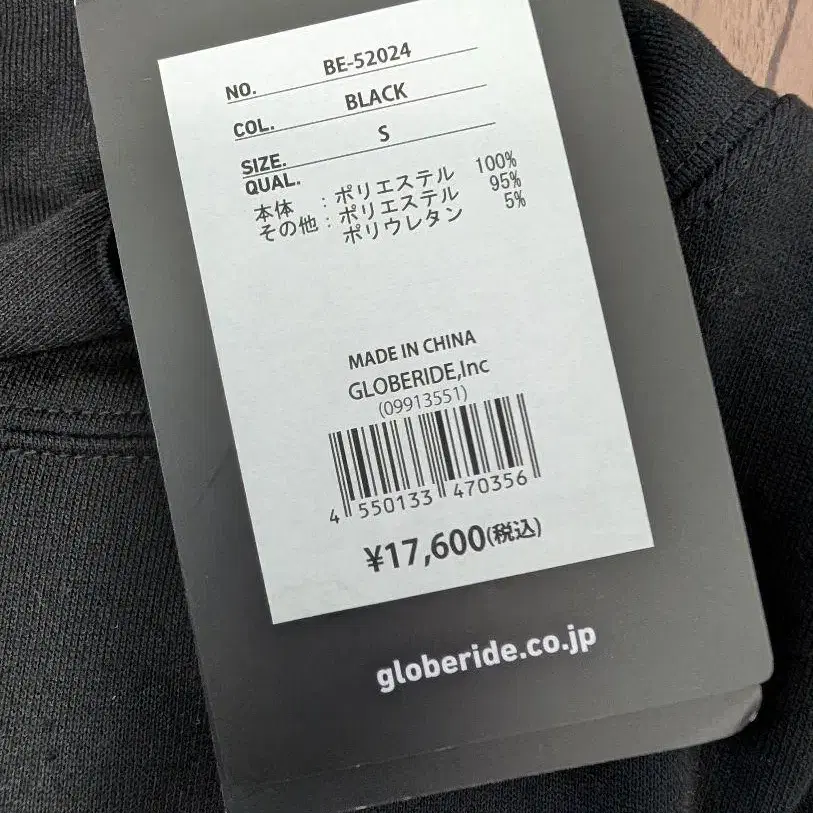 NO. BE-52024
COL. BLACK
SIZE. S
QUAL.
本体 : ポリエステル 100%
その他 : ポリエステル 95%
ポリウレタン 5%
MADE IN CHINA
GLOBERIDE,Inc
(09913551)
4 550133 470356
¥17,600(税込)
globeride.co.jp